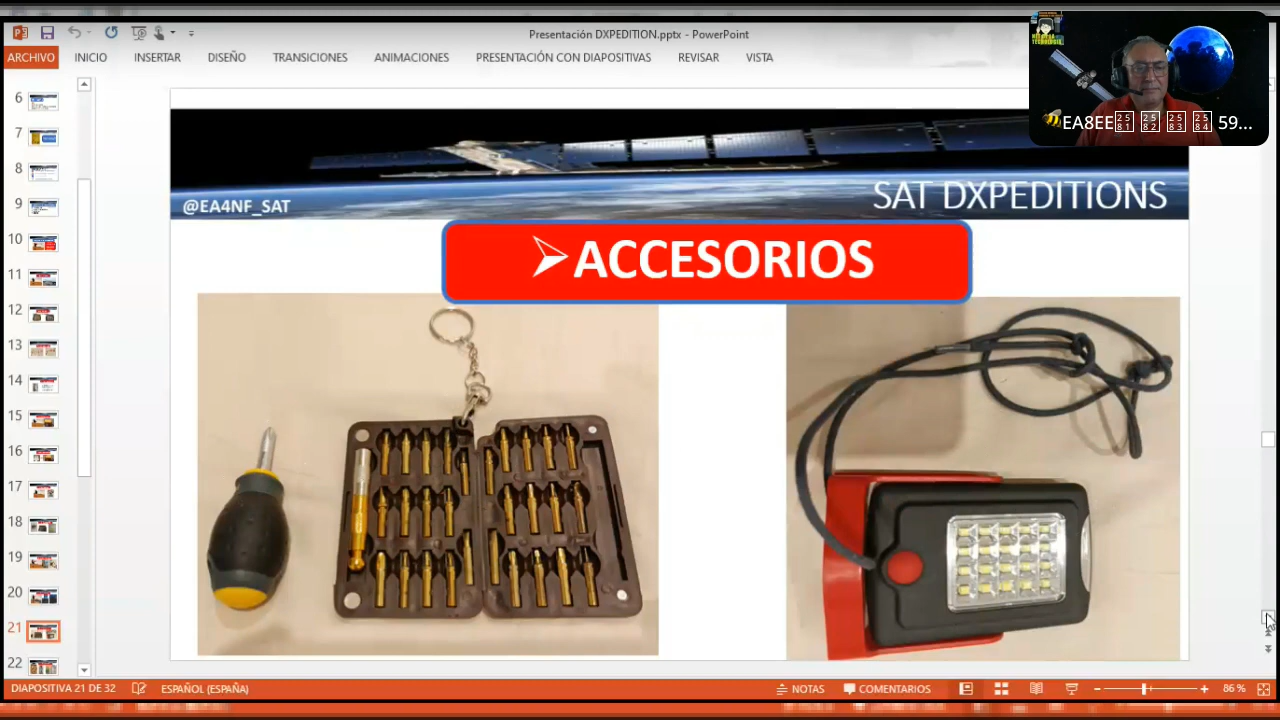 Presentación DXPEDITION.pptx - PowerPoint
ARCHIVO INICIO INSERTAR DISEÑO TRANSICIONES ANIMACIONES PRESENTACIÓN CON DIAPOSITIVAS REVISAR VISTA
EA8EE 59...
6
7
8
9
10
11
12
13
14
15
16
17
18
19
20
21
22
SAT DXPEDITIONS
@EA4NF_SAT
➢ACCESORIOS
DIAPOSITIVA 21 DE 32 ESPAÑOL (ESPAÑA) NOTAS COMENTARIOS 86 %